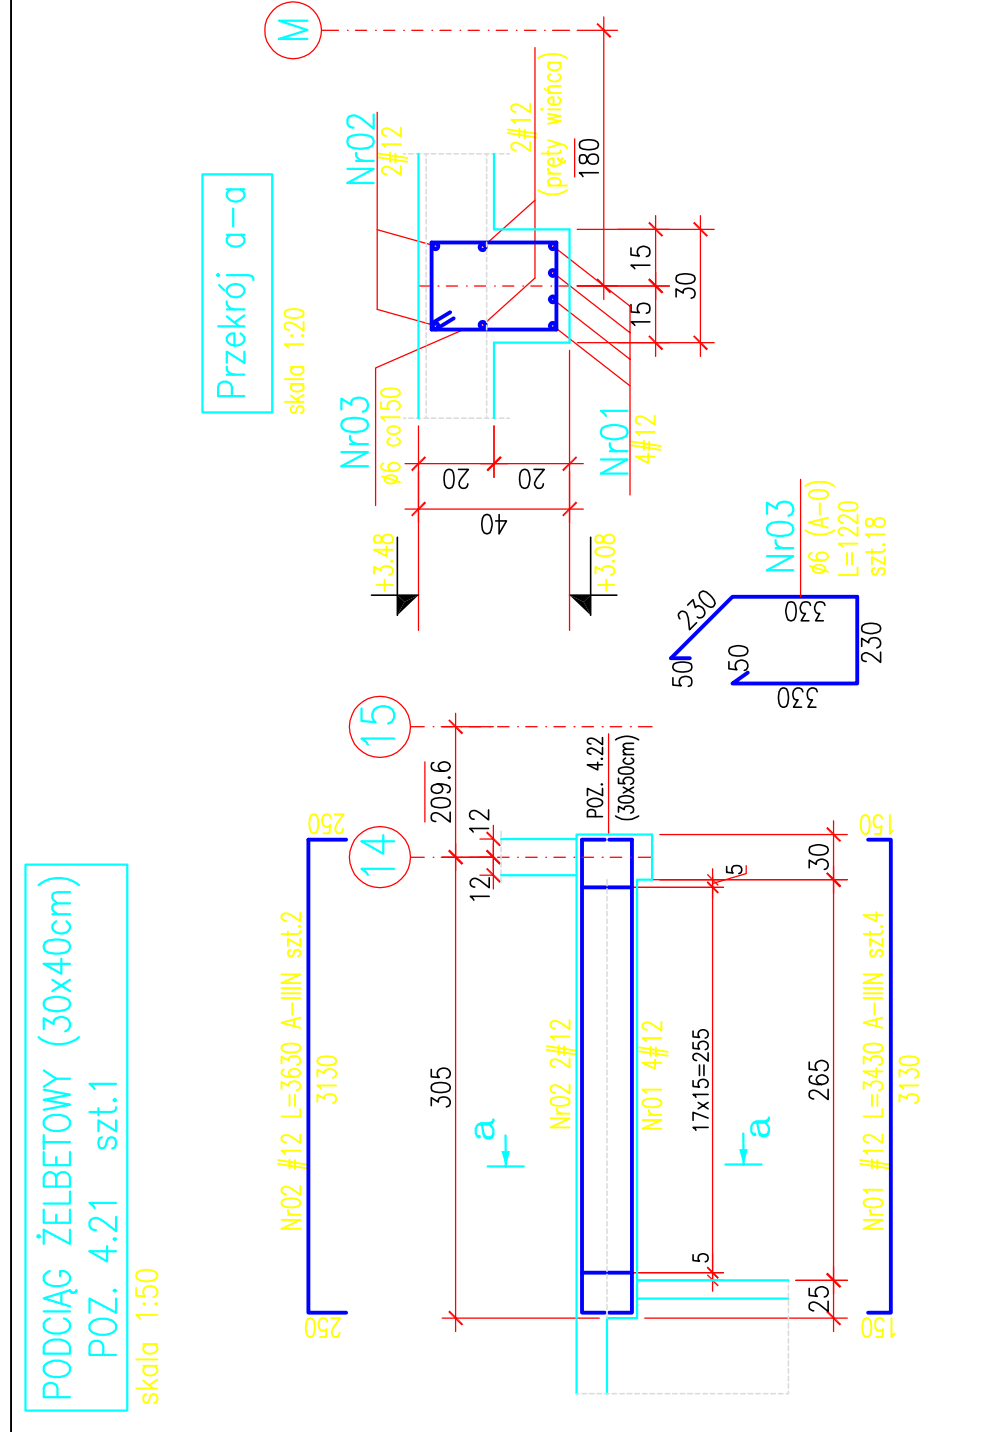 PODCIĄG ŻELBETOWY (30x40cm)
POZ. 4.21 szt.1
skala 1:50
250
Nr02 #12 L=3630 A-IIIN szt.2
3130
250
14
15
209.6
12
12
305
POZ. 4.22
(30x50cm)
a
Nr02 2#12
Nr01 4#12
5
17x15=255
5
a
25
265
30
150
Nr01 #12 L=3430 A-IIIN szt.4
3130
150
Przekrój a-a
skala 1:20
M
Nr02
2#12
2#12
(pręty wieńca)
180
Nr03
ø6 co150
15
15
30
Nr01
4#12
20
20
40
+3.48
+3.08
Nr03
ø6 (A-0)
L=1220
szt.18
230
50
50
330
330
230